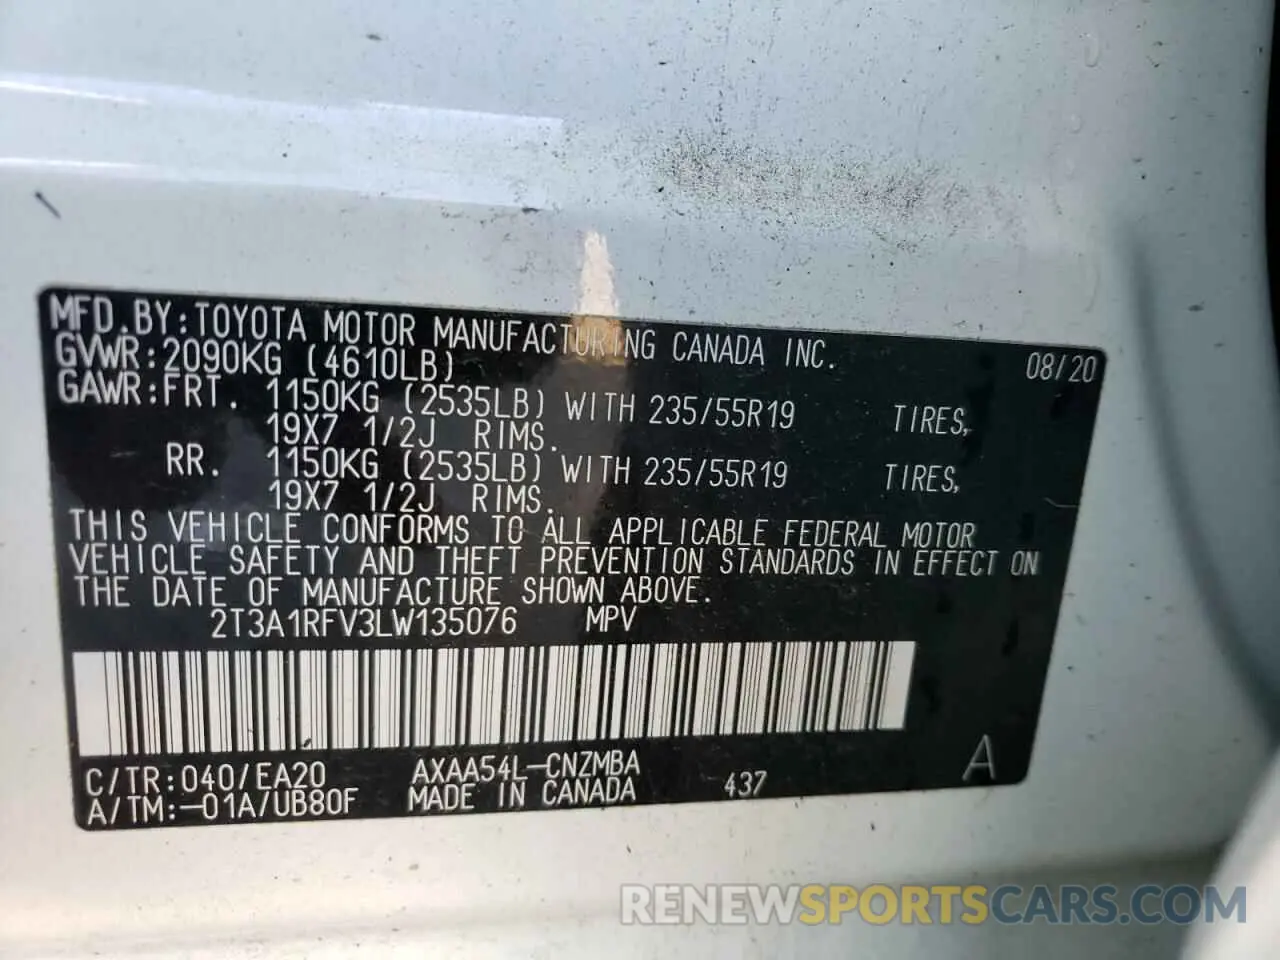 MFD.BY:TOYOTA MOTOR MANUFACTURING CANADA INC. 08/20
GVWR:2090KG (4610LB)
GAWR:FRT. 1150KG (2535LB) WITH 235/55R19 TIRES,
19X7 1/2J RIMS.
RR. 1150KG (2535LB) WITH 235/55R19 TIRES,
19X7 1/2J RIMS.
THIS VEHICLE CONFORMS TO ALL APPLICABLE FEDERAL MOTOR
VEHICLE SAFETY AND THEFT PREVENTION STANDARDS IN EFFECT ON
THE DATE OF MANUFACTURE SHOWN ABOVE.
2T3A1RFV3LW135076 MPV
C/TR:040/EA20 AXAA54L-CNZMBA
A/TM:-01A/UB80F MADE IN CANADA 437 A
RENEWSPORTSCARS.COM